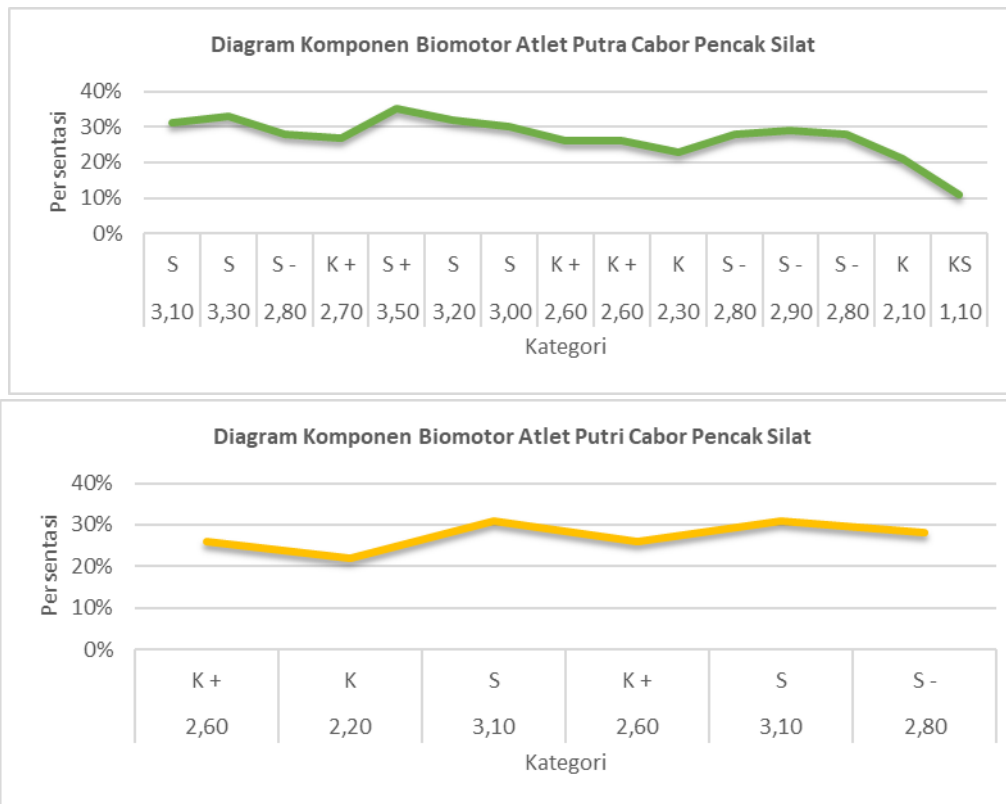 Diagram Komponen Biomotor Atlet Putra Cabor Pencak Silat
40%
30%
20%
10%
0%
Persentasi
S S S - K + S + S S K + K + K S - S - S - K KS
3,10 3,30 2,80 2,70 3,50 3,20 3,00 2,60 2,60 2,30 2,80 2,90 2,80 2,10 1,10
Kategori
Diagram Komponen Biomotor Atlet Putri Cabor Pencak Silat
40%
30%
20%
10%
0%
Persentasi
K + K S K + S S -
2,60 2,20 3,10 2,60 3,10 2,80
Kategori